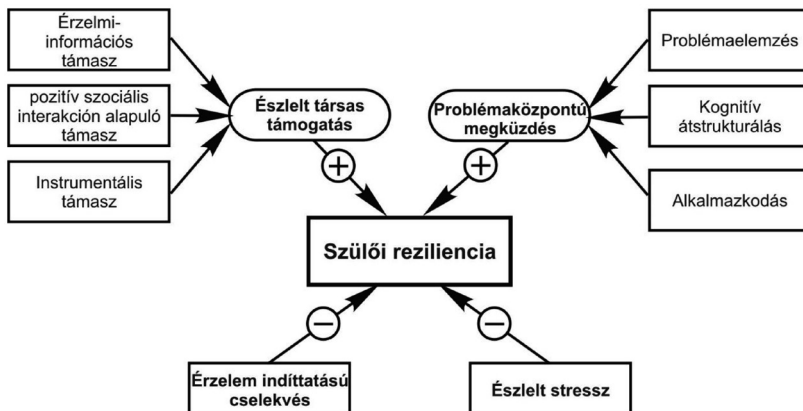 Érzelmi-
információs
támasz
pozitív szociális
interakción alapuló
támasz
Instrumentális
támasz
Észlelt társas
támogatás
Problémaközpontú
megküzdés
Problémaelemzés
Kognitív
átstrukturálás
Alkalmazkodás
+
+
Szülői reziliencia
−
−
Érzelem indíttatású
cselekvés
Észlelt stressz